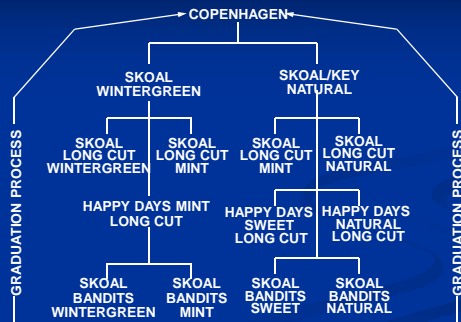 COPENHAGEN
SKOAL
WINTERGREEN
SKOAL/KEY
NATURAL
SKOAL
LONG CUT
WINTERGREEN
SKOAL
LONG CUT
MINT
SKOAL
LONG CUT
MINT
SKOAL
LONG CUT
NATURAL
HAPPY DAYS MINT
LONG CUT
HAPPY DAYS
SWEET
LONG CUT
HAPPY DAYS
NATURAL
LONG CUT
SKOAL
BANDITS
WINTERGREEN
SKOAL
BANDITS
MINT
SKOAL
BANDITS
SWEET
SKOAL
BANDITS
NATURAL
GRADUATION PROCESS
GRADUATION PROCESS